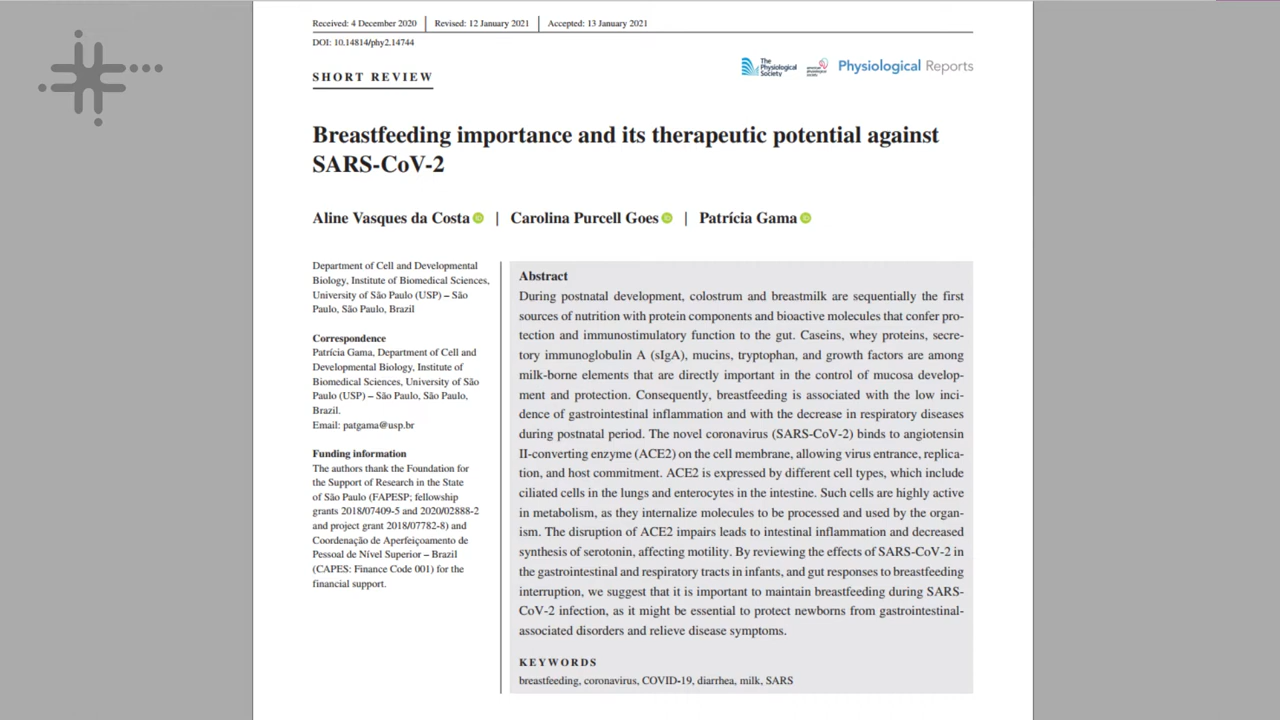 Received: 4 December 2020 | Revised: 12 January 2021 | Accepted: 13 January 2021
DOI: 10.14814/phy2.14744
SHORT REVIEW
The
Physiological
Society
Physiological Reports
Breastfeeding importance and its therapeutic potential against
SARS-CoV-2
Aline Vasques da Costa | Carolina Purcell Goes | Patrícia Gama
Department of Cell and Developmental
Biology, Institute of Biomedical Sciences,
University of São Paulo (USP) – São
Paulo, São Paulo, Brazil
Correspondence
Patrícia Gama, Department of Cell and
Developmental Biology, Institute of
Biomedical Sciences, University of São
Paulo (USP) – São Paulo, São Paulo,
Brazil.
Email: patgama@usp.br
Funding information
The authors thank the Foundation for
the Support of Research in the State
of São Paulo (FAPESP; fellowship
grants 2018/07409-5 and 2020/02888-2
and project grant 2018/07782-8) and
Coordenação de Aperfeiçoamento de
Pessoal de Nível Superior – Brazil
(CAPES: Finance Code 001) for the
financial support.
Abstract
During postnatal development, colostrum and breastmilk are sequentially the first
sources of nutrition with protein components and bioactive molecules that confer pro-
tection and immunostimulatory function to the gut. Caseins, whey proteins, secre-
tory immunoglobulin A (sIgA), mucins, tryptophan, and growth factors are among
milk-borne elements that are directly important in the control of mucosa develop-
ment and protection. Consequently, breastfeeding is associated with the low inci-
dence of gastrointestinal inflammation and with the decrease in respiratory diseases
during postnatal period. The novel coronavirus (SARS-CoV-2) binds to angiotensin
II-converting enzyme (ACE2) on the cell membrane, allowing virus entrance, replica-
tion, and host commitment. ACE2 is expressed by different cell types, which include
ciliated cells in the lungs and enterocytes in the intestine. Such cells are highly active
in metabolism, as they internalize molecules to be processed and used by the organ-
ism. The disruption of ACE2 impairs leads to intestinal inflammation and decreased
synthesis of serotonin, affecting motility. By reviewing the effects of SARS-CoV-2 in
the gastrointestinal and respiratory tracts in infants, and gut responses to breastfeeding
interruption, we suggest that it is important to maintain breastfeeding during SARS-
CoV-2 infection, as it might be essential to protect newborns from gastrointestinal-
associated disorders and relieve disease symptoms.
KEYWORDS
breastfeeding, coronavirus, COVID-19, diarrhea, milk, SARS